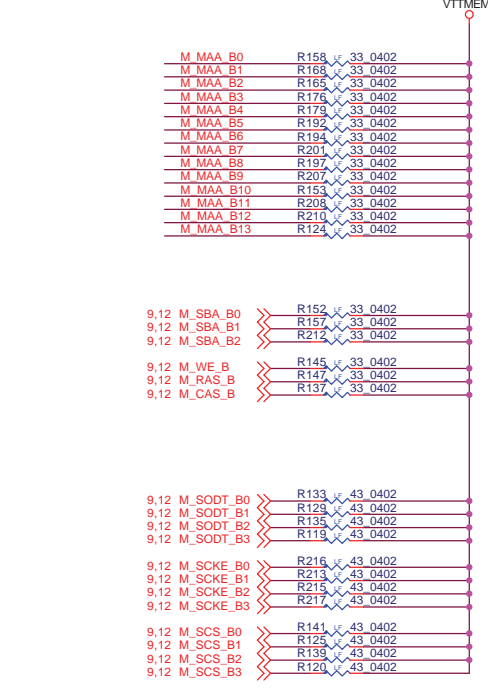 VTTMEM
M_MAA_B0 R158 LF 33_0402
M_MAA_B1 R168 LF 33_0402
M_MAA_B2 R165 LF 33_0402
M_MAA_B3 R176 LF 33_0402
M_MAA_B4 R179 LF 33_0402
M_MAA_B5 R192 LF 33_0402
M_MAA_B6 R194 LF 33_0402
M_MAA_B7 R201 LF 33_0402
M_MAA_B8 R197 LF 33_0402
M_MAA_B9 R207 LF 33_0402
M_MAA_B10 R153 LF 33_0402
M_MAA_B11 R208 LF 33_0402
M_MAA_B12 R210 LF 33_0402
M_MAA_B13 R124 LF 33_0402
9,12 M_SBA_B0 R152 LF 33_0402
9,12 M_SBA_B1 R157 LF 33_0402
9,12 M_SBA_B2 R212 LF 33_0402
9,12 M_WE_B R145 LF 33_0402
9,12 M_RAS_B R147 LF 33_0402
9,12 M_CAS_B R137 LF 33_0402
9,12 M_SODT_B0 R133 LF 43_0402
9,12 M_SODT_B1 R129 LF 43_0402
9,12 M_SODT_B2 R135 LF 43_0402
9,12 M_SODT_B3 R119 LF 43_0402
9,12 M_SCKE_B0 R216 LF 43_0402
9,12 M_SCKE_B1 R213 LF 43_0402
9,12 M_SCKE_B2 R215 LF 43_0402
9,12 M_SCKE_B3 R217 LF 43_0402
9,12 M_SCS_B0 R141 LF 43_0402
9,12 M_SCS_B1 R125 LF 43_0402
9,12 M_SCS_B2 R139 LF 43_0402
9,12 M_SCS_B3 R120 LF 43_0402